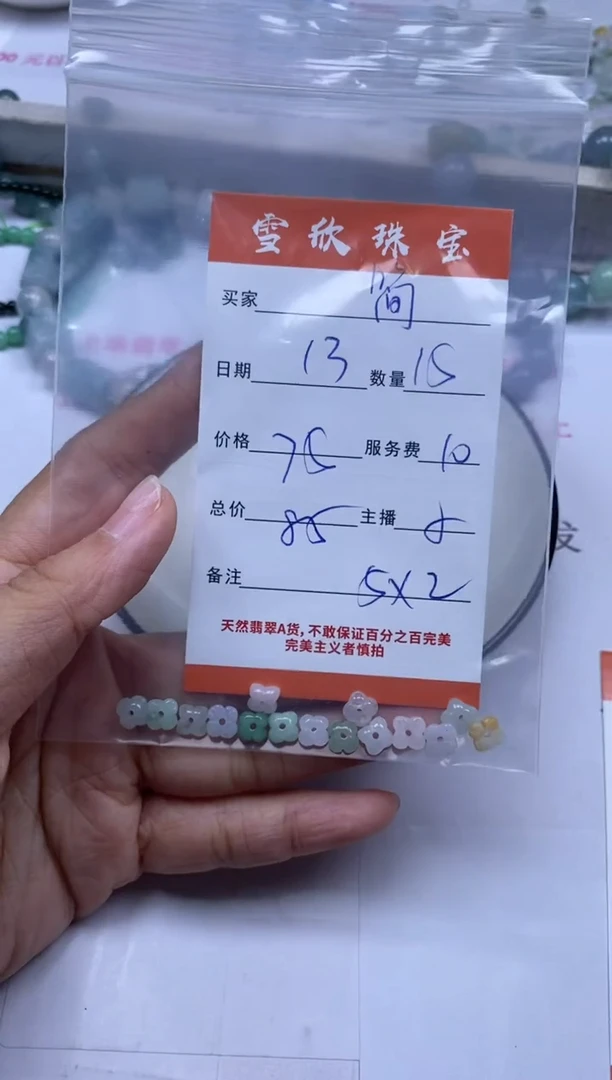 雪欣珠宝
买家 简
日期 13 数量 15
价格 75 服务费 10
总价 85 主播 8
备注 5X2
天然翡翠A货，不敢保证百分之百完美
完美主义者慎拍